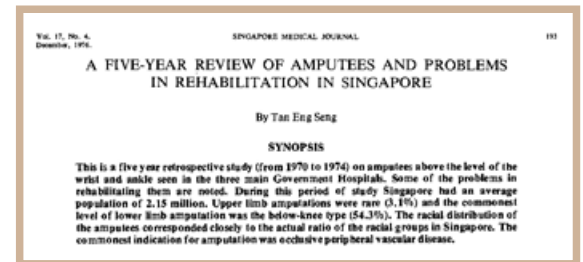 Vol. 17, No. 4.
December, 1976.
SINGAPORE MEDICAL JOURNAL
193
A FIVE-YEAR REVIEW OF AMPUTEES AND PROBLEMS
IN REHABILITATION IN SINGAPORE
By Tan Eng Seng
SYNOPSIS
This is a five year retrospective study (from 1970 to 1974) on amputees above the level of the
wrist and ankle seen in the three main Government Hospitals. Some of the problems in
rehabilitating them are noted. During this period of study Singapore had an average
population of 2.15 million. Upper limb amputations were rare (3.1%) and the commonest
level of lower limb amputation was the below-knee type (54.3%). The racial distribution of
the amputees corresponded closely to the actual ratio of the racial groups in Singapore. The
commonest indication for amputation was occlusive peripheral vascular disease.